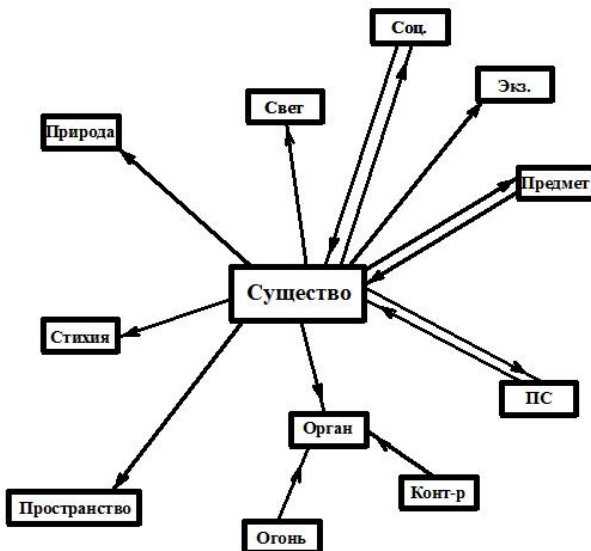 Соц.
Экз.
Свет
Природа
Предмет
Существо
Стихия
ПС
Орган
Конт-р
Пространство
Огонь